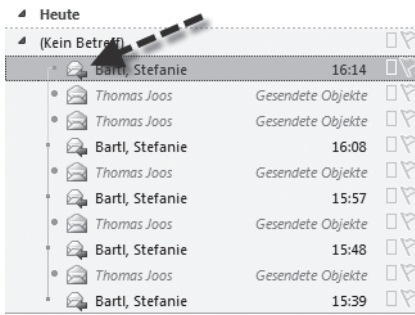 Heute
(Kein Betreff)
Bartl, Stefanie 16:14
Thomas Joos Gesendete Objekte
Thomas Joos Gesendete Objekte
Bartl, Stefanie 16:08
Thomas Joos Gesendete Objekte
Bartl, Stefanie 15:57
Thomas Joos Gesendete Objekte
Bartl, Stefanie 15:48
Thomas Joos Gesendete Objekte
Bartl, Stefanie 15:39